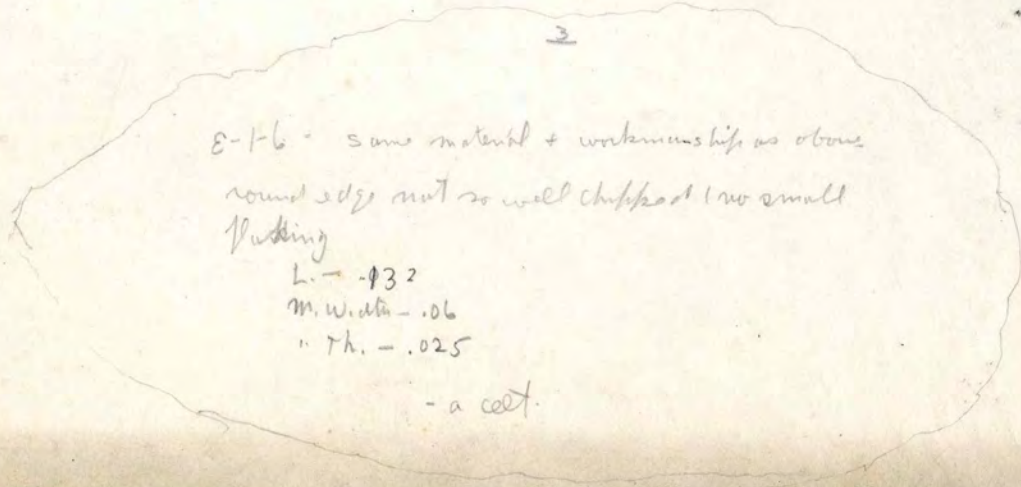 3
E-1-6 - same material + workmanship as above
round edge not so well chipped / no small
flaking
L. - .132
M. Width - .06
" Th. - .025
- a celt.